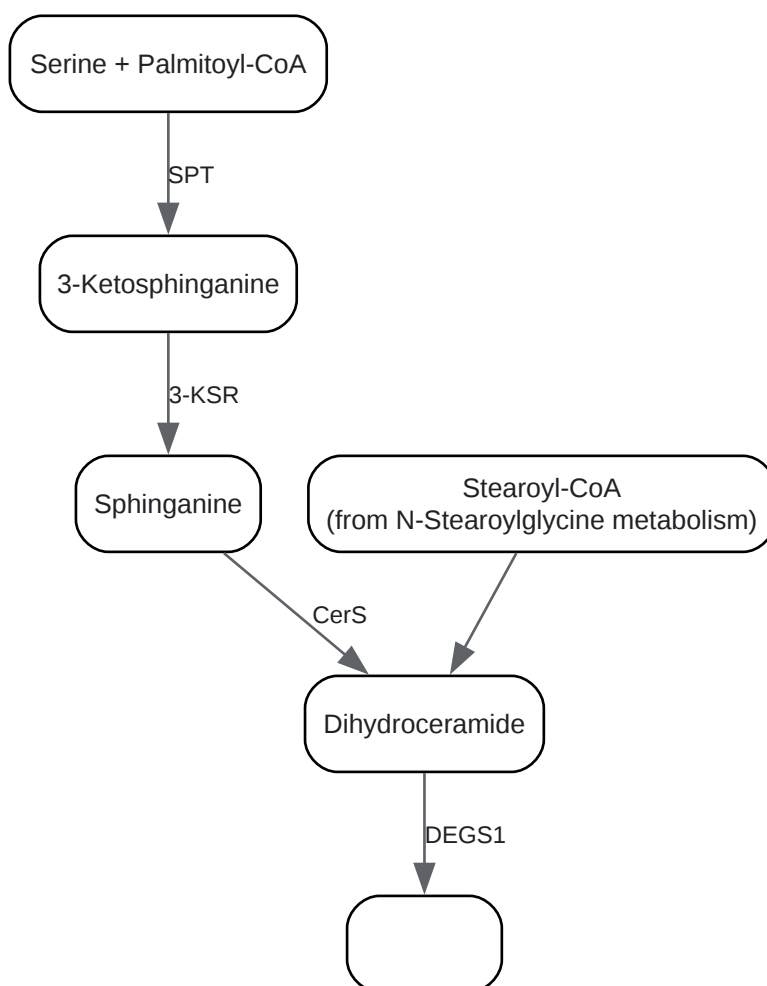 Serine + Palmitoyl-CoA
SPT
3-Ketosphinganine
3-KSR
Sphinganine
Stearoyl-CoA
(from N-Stearoylglycine metabolism)
CerS
Dihydroceramide
DEGS1